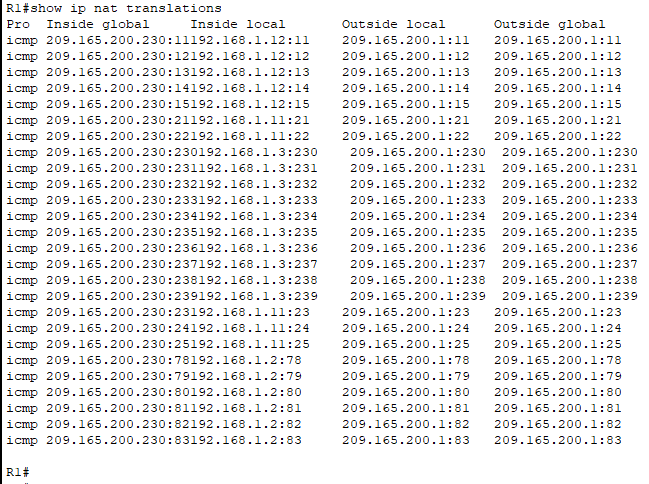 R1#show ip nat translations
Pro  Inside global     Inside local       Outside local      Outside global
icmp 209.165.200.230:11192.168.1.12:11    209.165.200.1:11   209.165.200.1:11
icmp 209.165.200.230:12192.168.1.12:12    209.165.200.1:12   209.165.200.1:12
icmp 209.165.200.230:13192.168.1.12:13    209.165.200.1:13   209.165.200.1:13
icmp 209.165.200.230:14192.168.1.12:14    209.165.200.1:14   209.165.200.1:14
icmp 209.165.200.230:15192.168.1.12:15    209.165.200.1:15   209.165.200.1:15
icmp 209.165.200.230:21192.168.1.11:21    209.165.200.1:21   209.165.200.1:21
icmp 209.165.200.230:22192.168.1.11:22    209.165.200.1:22   209.165.200.1:22
icmp 209.165.200.230:230192.168.1.3:230    209.165.200.1:230  209.165.200.1:230
icmp 209.165.200.230:231192.168.1.3:231    209.165.200.1:231  209.165.200.1:231
icmp 209.165.200.230:232192.168.1.3:232    209.165.200.1:232  209.165.200.1:232
icmp 209.165.200.230:233192.168.1.3:233    209.165.200.1:233  209.165.200.1:233
icmp 209.165.200.230:234192.168.1.3:234    209.165.200.1:234  209.165.200.1:234
icmp 209.165.200.230:235192.168.1.3:235    209.165.200.1:235  209.165.200.1:235
icmp 209.165.200.230:236192.168.1.3:236    209.165.200.1:236  209.165.200.1:236
icmp 209.165.200.230:237192.168.1.3:237    209.165.200.1:237  209.165.200.1:237
icmp 209.165.200.230:238192.168.1.3:238    209.165.200.1:238  209.165.200.1:238
icmp 209.165.200.230:239192.168.1.3:239    209.165.200.1:239  209.165.200.1:239
icmp 209.165.200.230:23192.168.1.11:23    209.165.200.1:23   209.165.200.1:23
icmp 209.165.200.230:24192.168.1.11:24    209.165.200.1:24   209.165.200.1:24
icmp 209.165.200.230:25192.168.1.11:25    209.165.200.1:25   209.165.200.1:25
icmp 209.165.200.230:78192.168.1.2:78     209.165.200.1:78   209.165.200.1:78
icmp 209.165.200.230:79192.168.1.2:79     209.165.200.1:79   209.165.200.1:79
icmp 209.165.200.230:80192.168.1.2:80     209.165.200.1:80   209.165.200.1:80
icmp 209.165.200.230:81192.168.1.2:81     209.165.200.1:81   209.165.200.1:81
icmp 209.165.200.230:82192.168.1.2:82     209.165.200.1:82   209.165.200.1:82
icmp 209.165.200.230:83192.168.1.2:83     209.165.200.1:83   209.165.200.1:83
R1#